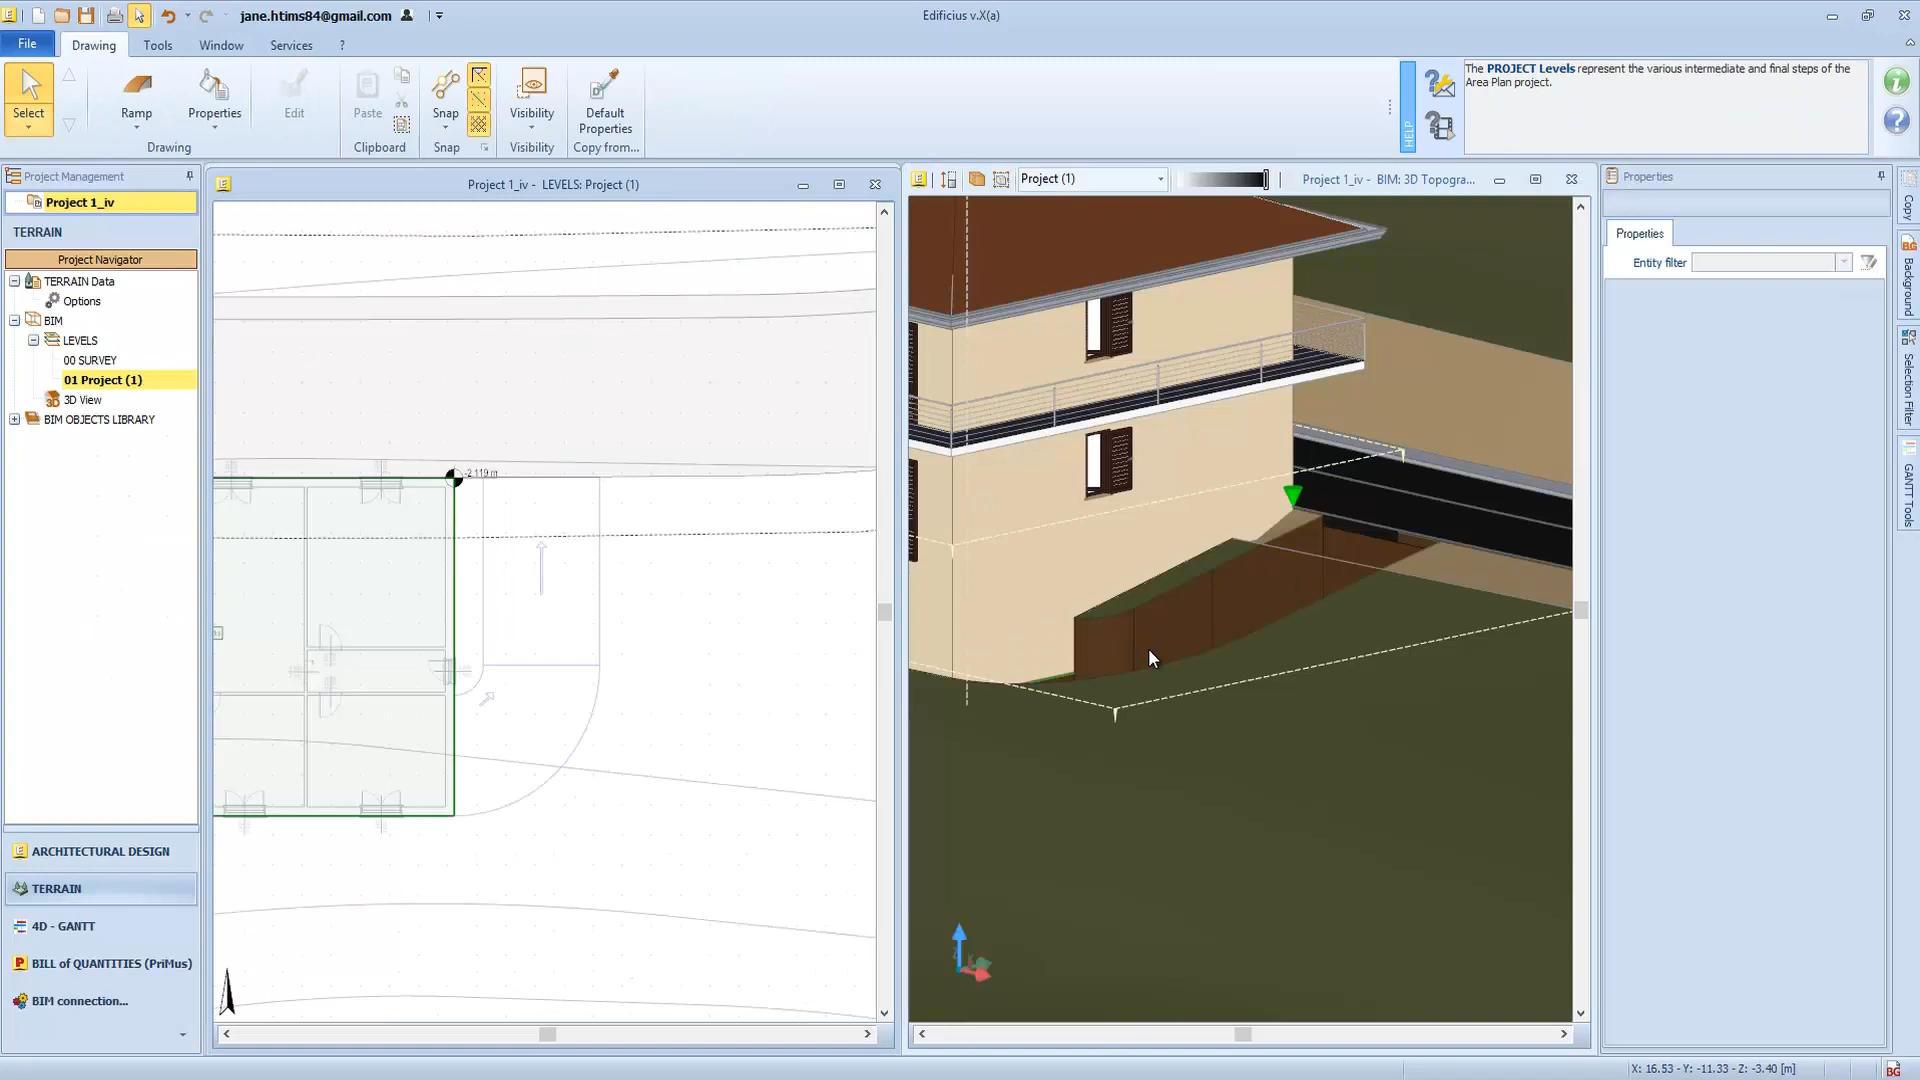 jane.htims84@gmail.com
Edificius v.X(a)
File
Drawing
Tools
Window
Services
?
Select
Ramp
Properties
Edit
Paste
Snap
Visibility
Default
Properties
Drawing
Clipboard
Snap
Visibility
Copy from...
HELP
The PROJECT Levels represent the various intermediate and final steps of the
Area Plan project.
Project Management
Project 1_iv
TERRAIN
Project Navigator
TERRAIN Data
Options
BIM
LEVELS
00 SURVEY
01 Project (1)
3D View
BIM OBJECTS LIBRARY
ARCHITECTURAL DESIGN
TERRAIN
4D - GANTT
BILL of QUANTITIES (PriMus)
BIM connection...
Project 1_iv - LEVELS: Project (1)
-2.119 m
Project (1)
Project 1_iv - BIM: 3D Topogra...
Properties
Properties
Entity filter
Copy
Background
Selection Filter
GANTT Tools
X: 16.53 - Y: -11.33 - Z: -3.40 [m]
BG